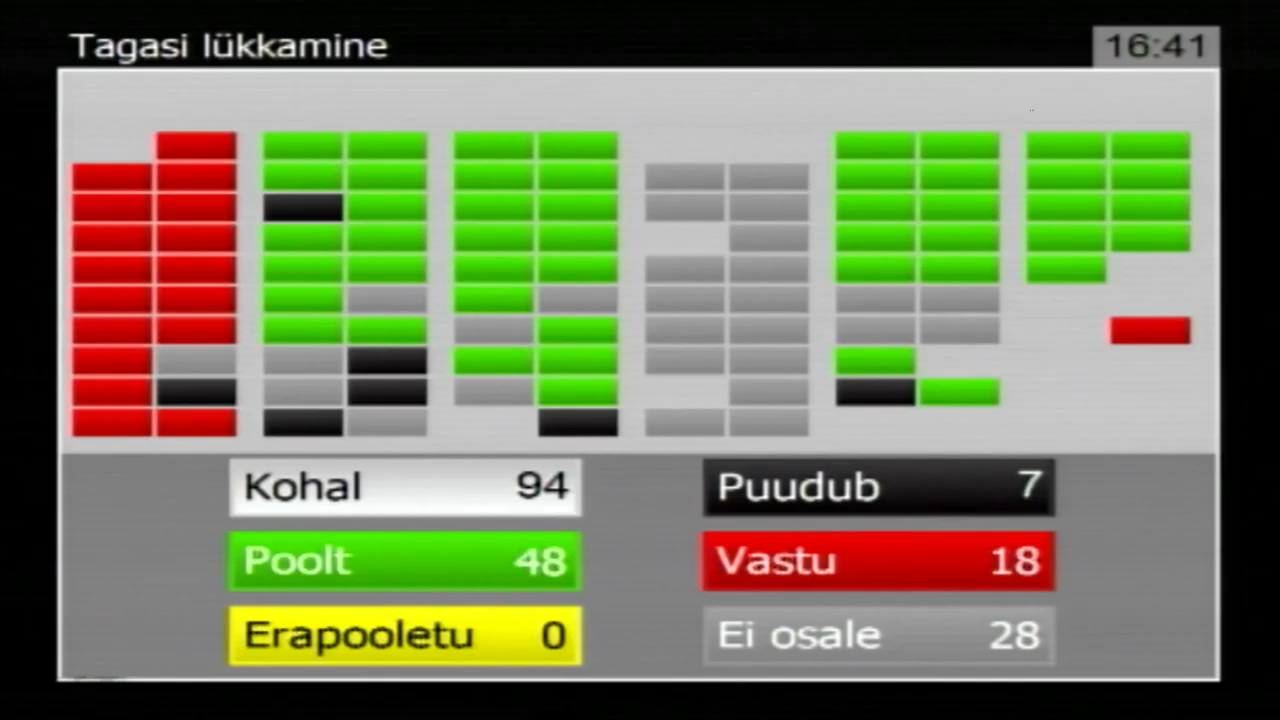 Tagasi lükkamine 16:41
Kohal 94 Puudub 7
Poolt 48 Vastu 18
Erapooletu 0 Ei osale 28